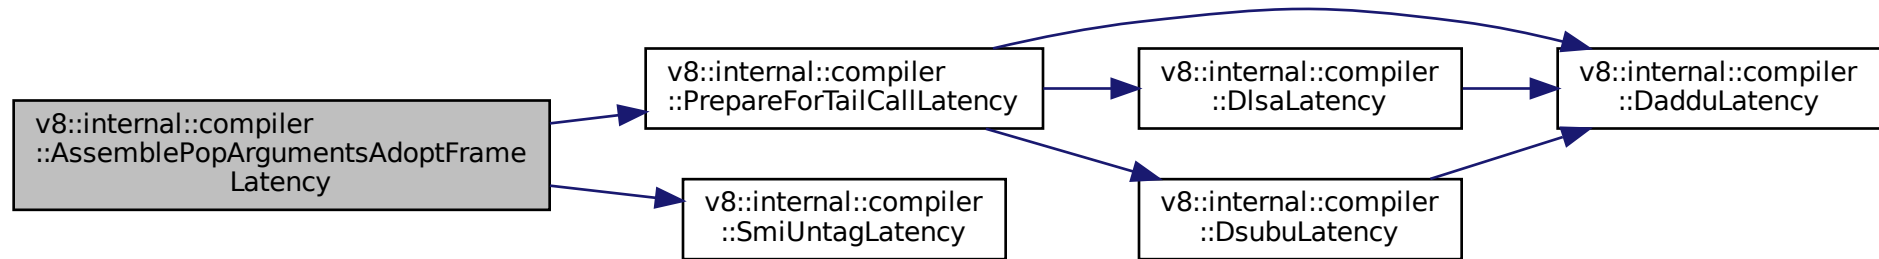 v8::internal::compiler
::AssemblePopArgumentsAdoptFrame
Latency
v8::internal::compiler
::PrepareForTailCallLatency
v8::internal::compiler
::SmiUntagLatency
v8::internal::compiler
::DlsaLatency
v8::internal::compiler
::DsubuLatency
v8::internal::compiler
::DadduLatency